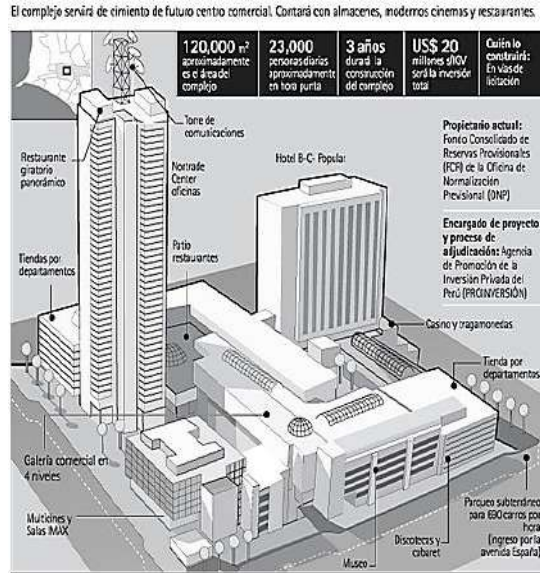 El complejo servirá de cimiento de futuro centro comercial. Contará con almacenes, modernos cinemas y restaurantes.
120,000 m²
aproximadamente
es el área del
complejo
23,000
personas diarias
aproximadamente
en hora punta
3 años
durará la
construcción
del complejo
US$ 20
millones s/IGV
será la inversión
total
Quién lo
construirá:
En vías de
licitación
Torre de
comunicaciones
Restaurante
giratorio
panorámico
Nortrade
Center
oficinas
Hotel B-C- Popular
Propietario actual:
Fondo Consolidado de
Reservas Provisionales
(FCR) de la Oficina de
Normalización
Previsional (ONP)
Encargado de proyecto
y proceso de
adjudicación: Agencia
de Promoción de la
Inversión Privada del
Perú (PROINVERSIÓN)
Tiendas por
departamentos
Patio
restaurantes
Casino y tragamonedas
Tienda por
departamentos
Galería comercial en
4 niveles
Multicines y
Salas IMAX
Museo
Discotecas y
cabaret
Parqueo subterráneo
para 690 carros por
hora
(ingreso por la
avenida España)